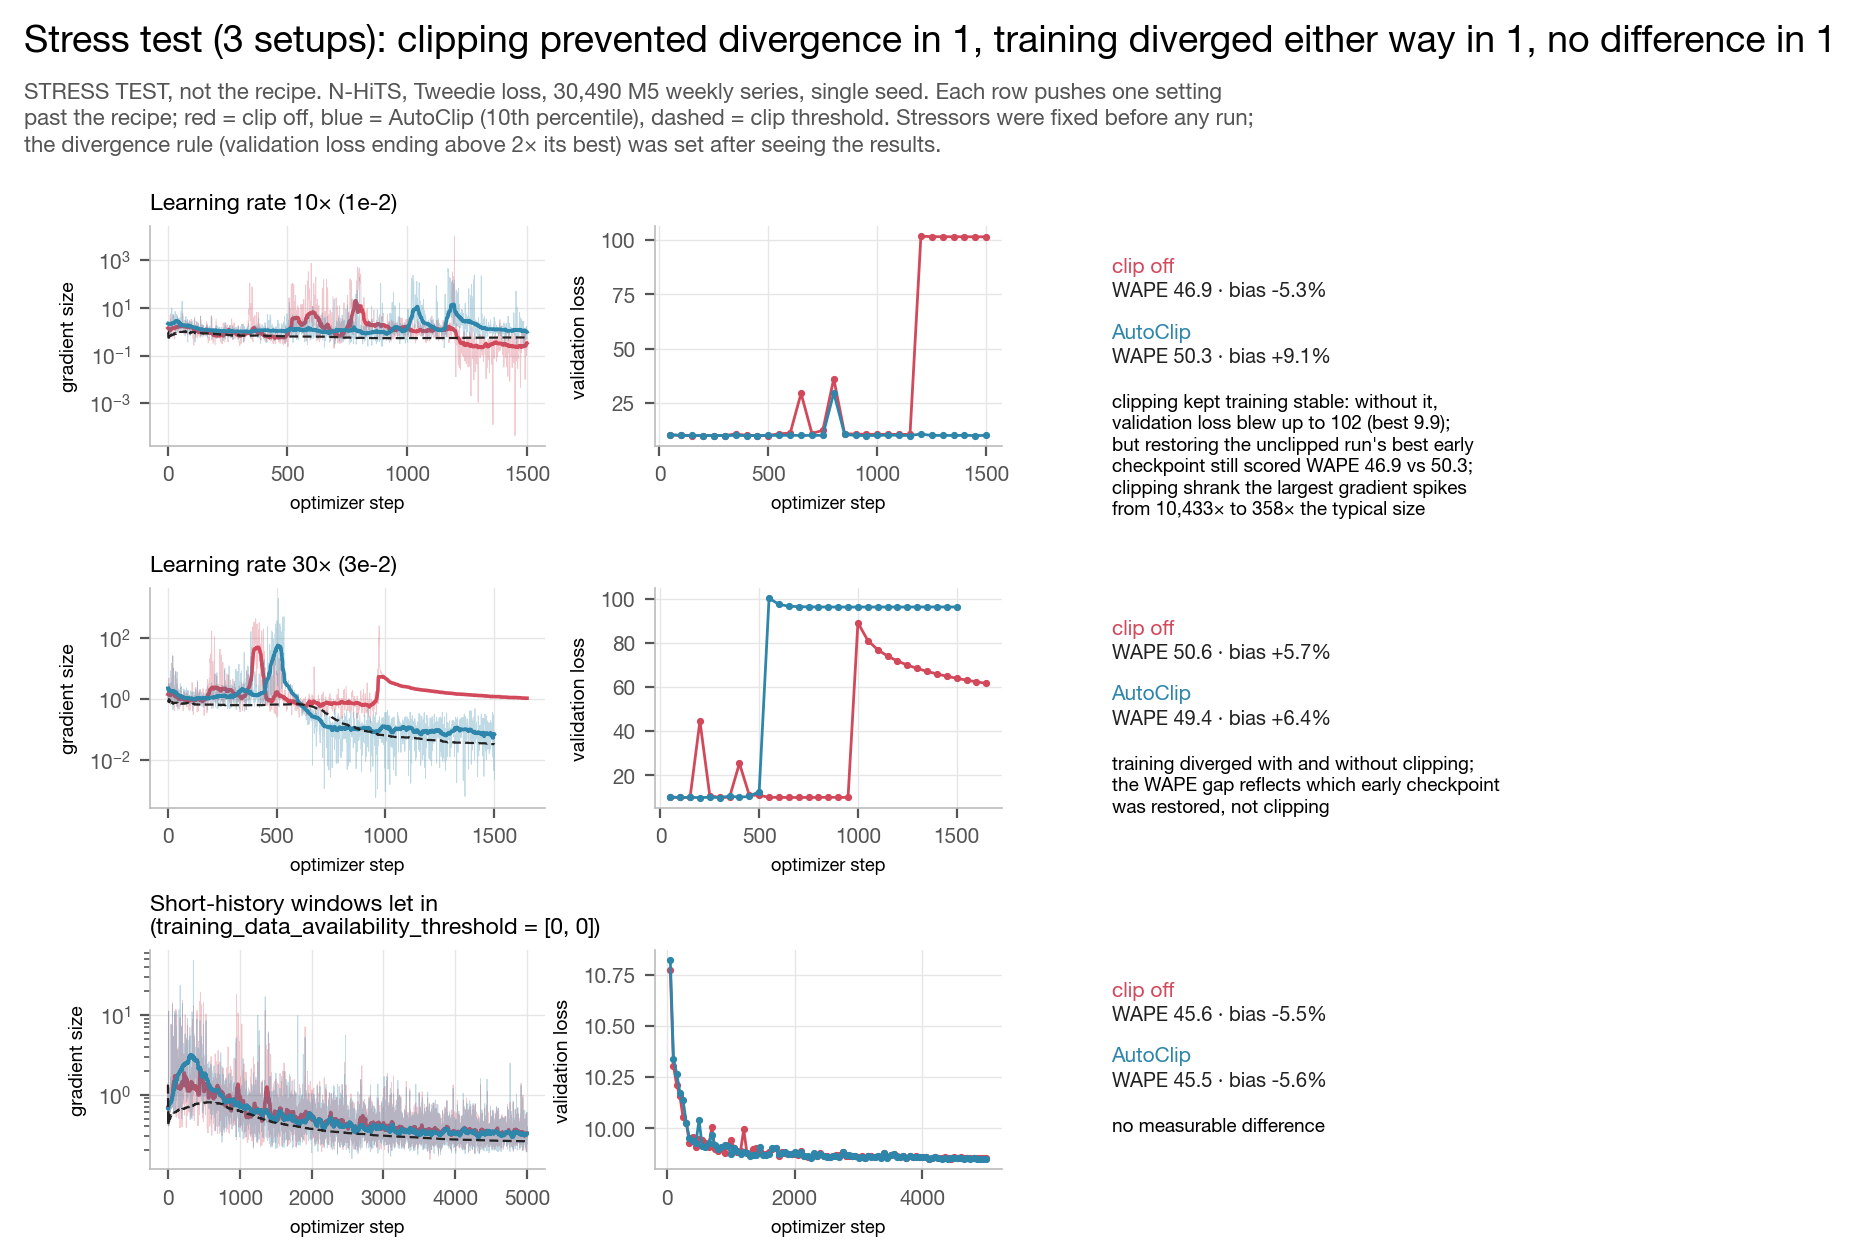 Stress test (3 setups): clipping prevented divergence in 1, training diverged either way in 1, no difference in 1
STRESS TEST, not the recipe. N-HiTS, Tweedie loss, 30,490 M5 weekly series, single seed. Each row pushes one setting
past the recipe; red = clip off, blue = AutoClip (10th percentile), dashed = clip threshold. Stressors were fixed before any run;
the divergence rule (validation loss ending above 2× its best) was set after seeing the results.
Learning rate 10× (1e-2)
gradient size
10³
10¹
10⁻¹
10⁻³
0 500 1000 1500
optimizer step
validation loss
100
75
50
25
0 500 1000 1500
optimizer step
clip off
WAPE 46.9 · bias -5.3%
AutoClip
WAPE 50.3 · bias +9.1%
clipping kept training stable: without it,
validation loss blew up to 102 (best 9.9);
but restoring the unclipped run's best early
checkpoint still scored WAPE 46.9 vs 50.3;
clipping shrank the largest gradient spikes
from 10,433× to 358× the typical size
Learning rate 30× (3e-2)
gradient size
10²
10⁰
10⁻²
0 500 1000 1500
optimizer step
validation loss
100
80
60
40
20
0 500 1000 1500
optimizer step
clip off
WAPE 50.6 · bias +5.7%
AutoClip
WAPE 49.4 · bias +6.4%
training diverged with and without clipping;
the WAPE gap reflects which early checkpoint
was restored, not clipping
Short-history windows let in
(training_data_availability_threshold = [0, 0])
gradient size
10¹
10⁰
0 1000 2000 3000 4000 5000
optimizer step
validation loss
10.75
10.50
10.25
10.00
0 2000 4000
optimizer step
clip off
WAPE 45.6 · bias -5.5%
AutoClip
WAPE 45.5 · bias -5.6%
no measurable difference